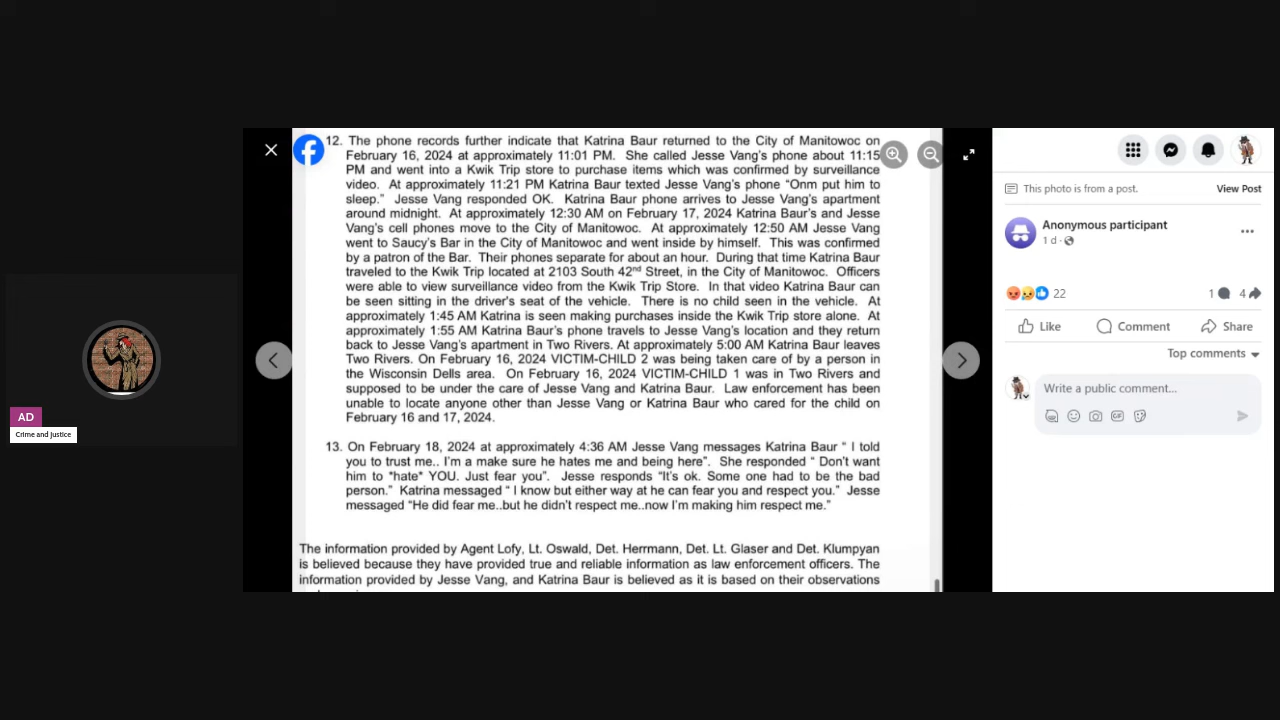 12. The phone records further indicate that Katrina Baur returned to the City of Manitowoc on
February 16, 2024 at approximately 11:01 PM. She called Jesse Vang's phone about 11:15
PM and went into a Kwik Trip store to purchase items which was confirmed by surveillance
video. At approximately 11:21 PM Katrina Baur texted Jesse Vang's phone "Onm put him to
sleep." Jesse Vang responded OK. Katrina Baur phone arrives to Jesse Vang's apartment
around midnight. At approximately 12:30 AM on February 17, 2024 Katrina Baur's and Jesse
Vang's cell phones move to the City of Manitowoc. At approximately 12:50 AM Jesse Vang
went to Saucy's Bar in the City of Manitowoc and went inside by himself. This was confirmed
by a patron of the Bar. Their phones separate for about an hour. During that time Katrina Baur
traveled to the Kwik Trip located at 2103 South 42nd Street, in the City of Manitowoc. Officers
were able to view surveillance video from the Kwik Trip Store. In that video Katrina Baur can
be seen sitting in the driver's seat of the vehicle. There is no child seen in the vehicle. At
approximately 1:45 AM Katrina is seen making purchases inside the Kwik Trip store alone. At
approximately 1:55 AM Katrina Baur's phone travels to Jesse Vang's location and they return
back to Jesse Vang's apartment in Two Rivers. At approximately 5:00 AM Katrina Baur leaves
Two Rivers. On February 16, 2024 VICTIM-CHILD 2 was being taken care of by a person in
the Wisconsin Dells area. On February 16, 2024 VICTIM-CHILD 1 was in Two Rivers and
supposed to be under the care of Jesse Vang and Katrina Baur. Law enforcement has been
unable to locate anyone other than Jesse Vang or Katrina Baur who cared for the child on
February 16 and 17, 2024.
13. On February 18, 2024 at approximately 4:36 AM Jesse Vang messages Katrina Baur " I told
you to trust me.. I'm a make sure he hates me and being here". She responded " Don't want
him to *hate* YOU. Just fear you". Jesse responds "It's ok. Some one had to be the bad
person." Katrina messaged " I know but either way at he can fear you and respect you." Jesse
messaged "He did fear me..but he didn't respect me..now I'm making him respect me."
The information provided by Agent Lofy, Lt. Oswald, Det. Herrmann, Det. Lt. Glaser and Det. Klumpyan
is believed because they have provided true and reliable information as law enforcement officers. The
information provided by Jesse Vang, and Katrina Baur is believed as it is based on their observations
This photo is from a post.
View Post
Anonymous participant
1 d
22
1
4
Like
Comment
Share
Top comments
Write a public comment...
GIF
AD
Crime and Justice